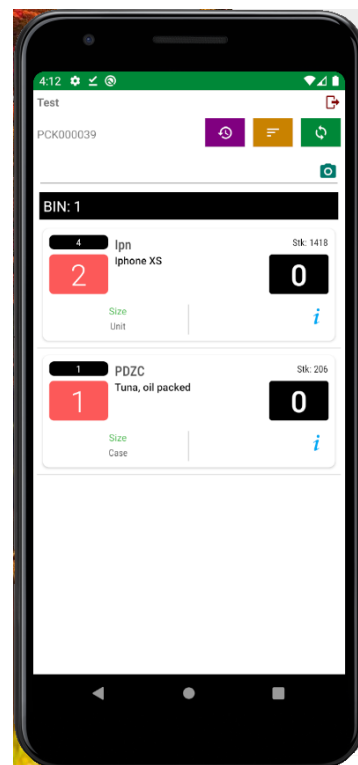 4:12
Test
PCK000039
BIN: 1
4
Ipn
Stk: 1418
2
Iphone XS
0
Size
Unit
i
1
PDZC
Stk: 206
1
Tuna, oil packed
0
Size
Case
i